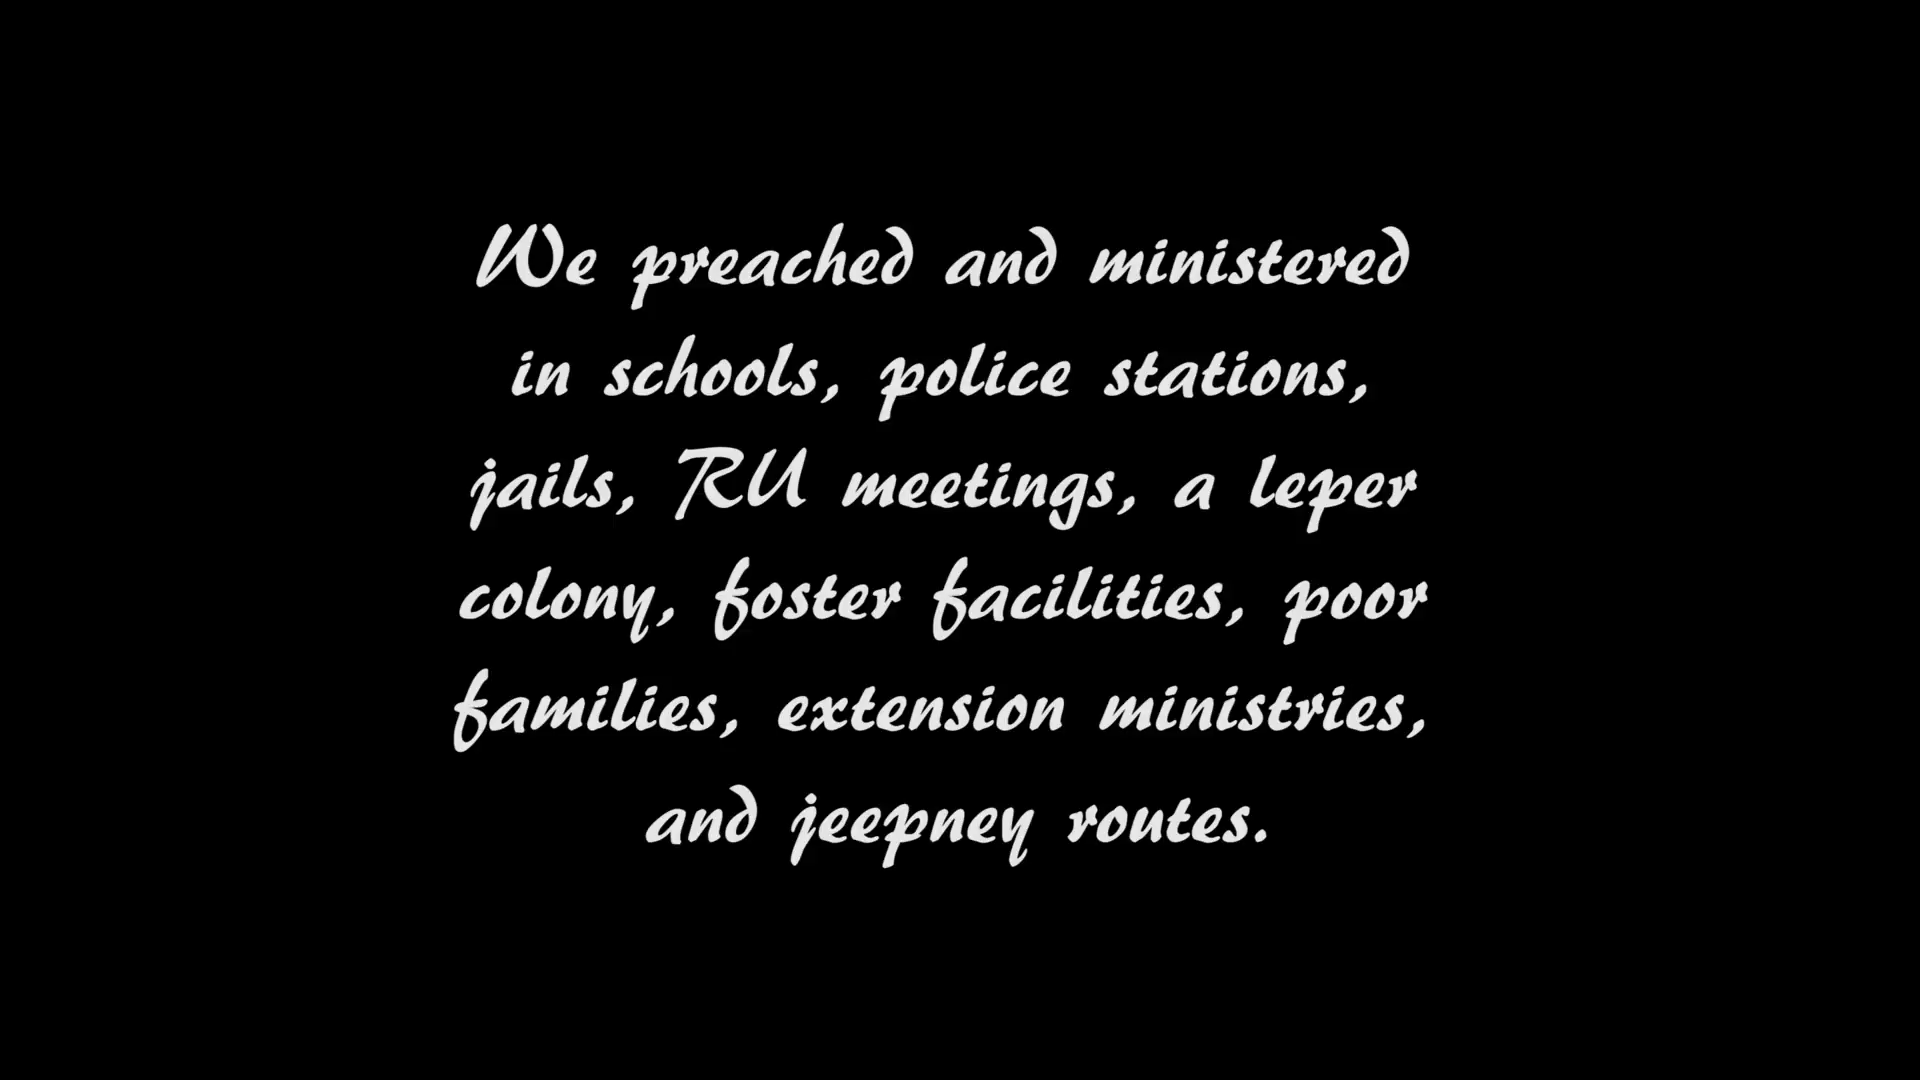 We preached and ministered
in schools, police stations,
jails, RU meetings, a leper
colony, foster facilities, poor
families, extension ministries,
and jeepney routes.